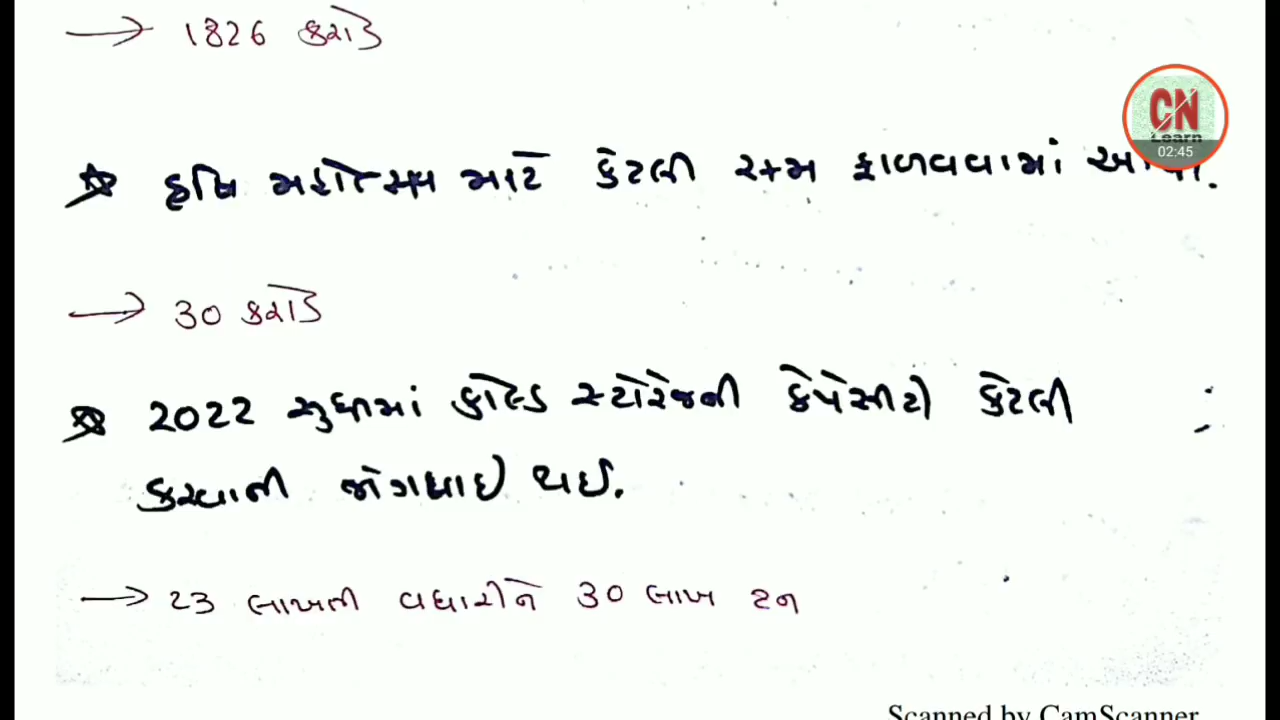 → 1826 કરોડ
CN
Learn
02:45
☆ કૃષિ મહોત્સવ માટે કેટલી રકમ ફાળવવામાં આવી.
→ 30 કરોડ
☆ 2022 સુધીમાં કોલ્ડ સ્ટોરેજની કેપેસીટી કેટલી
કરવાની જોગવાઈ થઈ.
→ 23 લાખની વધારીને 30 લાખ ટન
Scanned by CamScanner